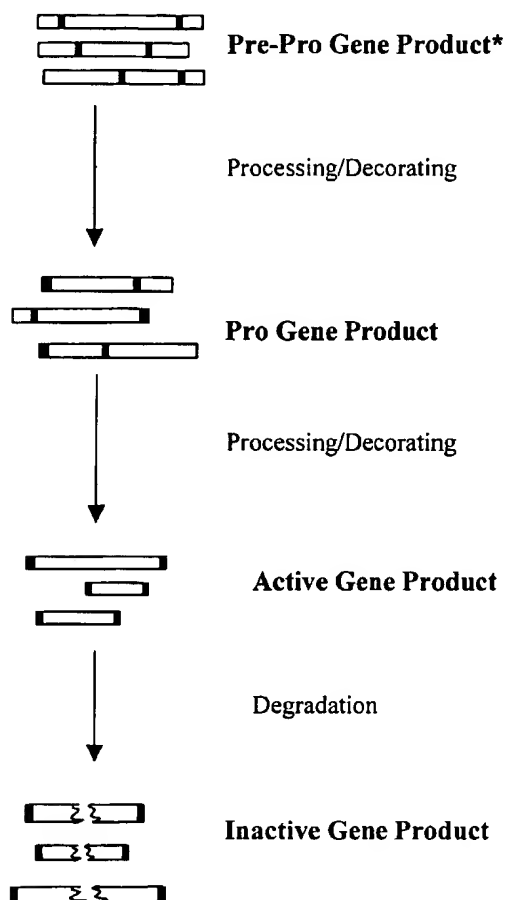 Pre-Pro Gene Product*
Processing/Decorating
Pro Gene Product
Processing/Decorating
Active Gene Product
Degradation
Inactive Gene Product